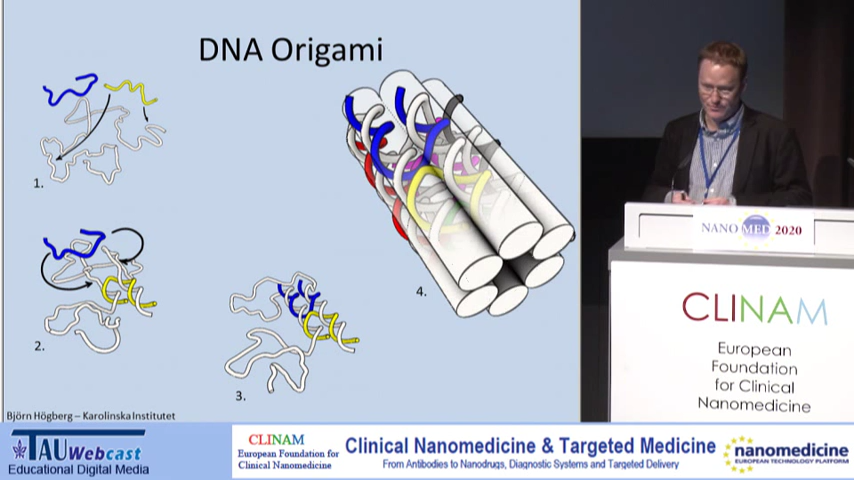 DNA Origami
1.
2.
3.
4.
Björn Högberg – Karolinska Institutet
NANOMED 2020
CLINAM
European
Foundation
for Clinical
Nanomedicine
TAU Webcast
Educational Digital Media
CLINAM
European Foundation for
Clinical Nanomedicine
Clinical Nanomedicine & Targeted Medicine
From Antibodies to Nanodrugs, Diagnostic Systems and Targeted Delivery
nanomedicine
EUROPEAN TECHNOLOGY PLATFORM